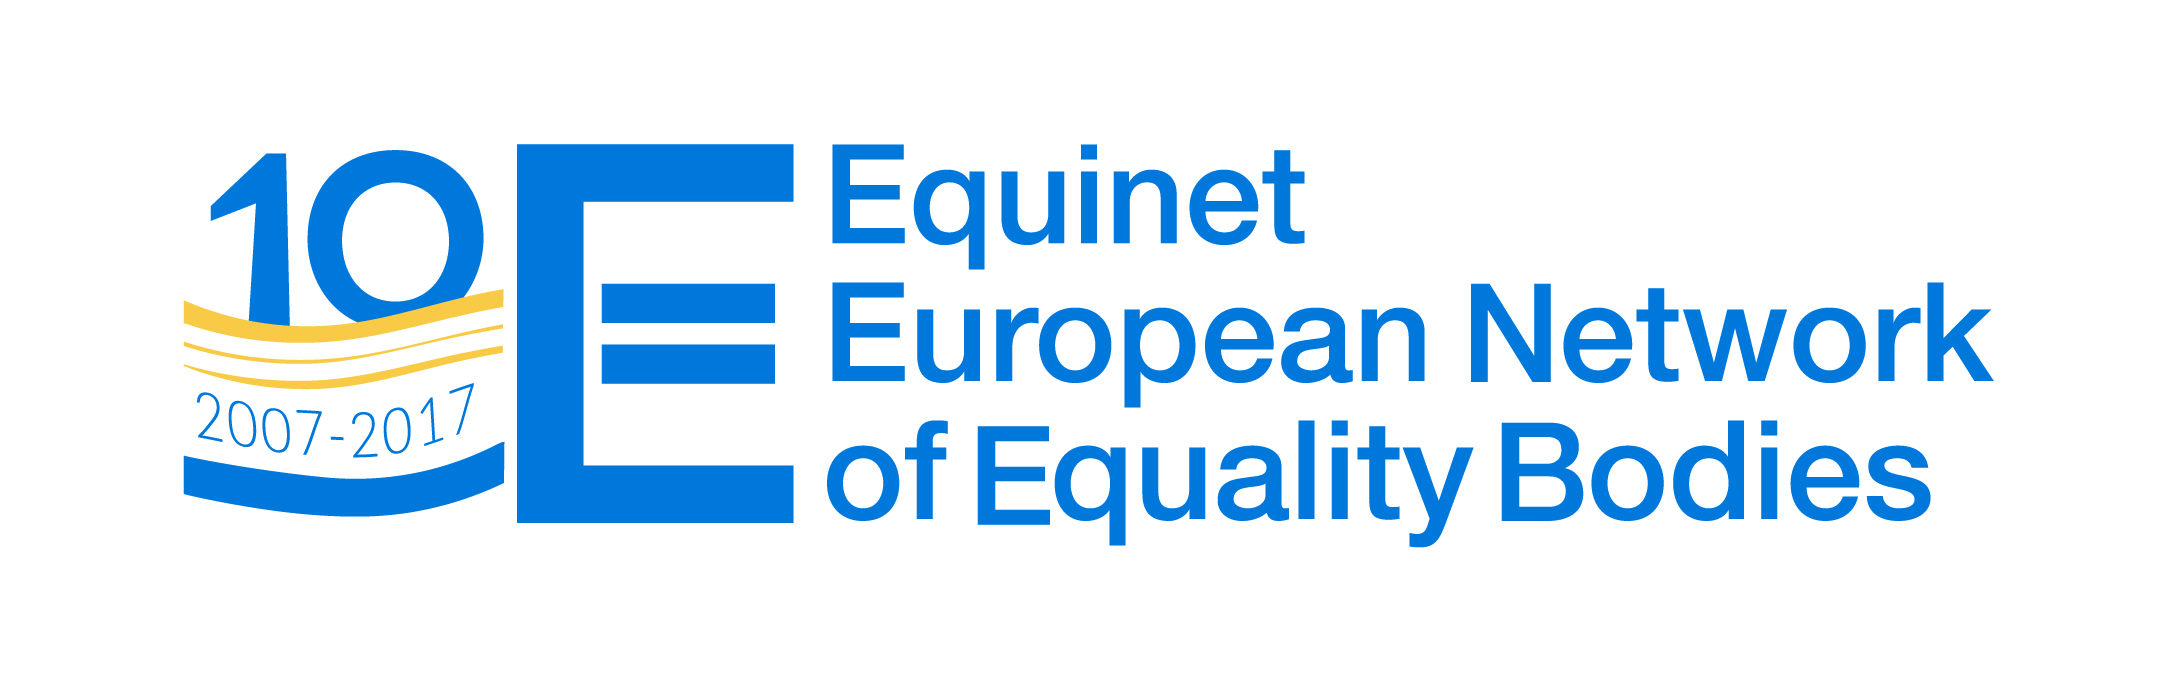 10
2007-2017
E
Equinet
European Network
of Equality Bodies